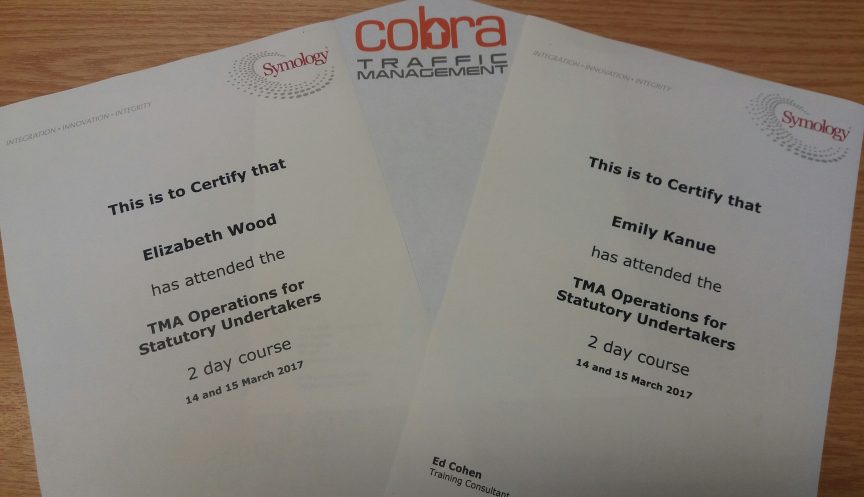 cobra
TRAFFIC
MANAGEMENT
Symology
INTEGRATION • INNOVATION • INTEGRITY
This is to Certify that
Elizabeth Wood
has attended the
TMA Operations for
Statutory Undertakers
2 day course
14 and 15 March 2017
INTEGRATION • INNOVATION • INTEGRITY
Symology
This is to Certify that
Emily Kanue
has attended the
TMA Operations for
Statutory Undertakers
2 day course
14 and 15 March 2017
Ed Cohen
Training Consultant